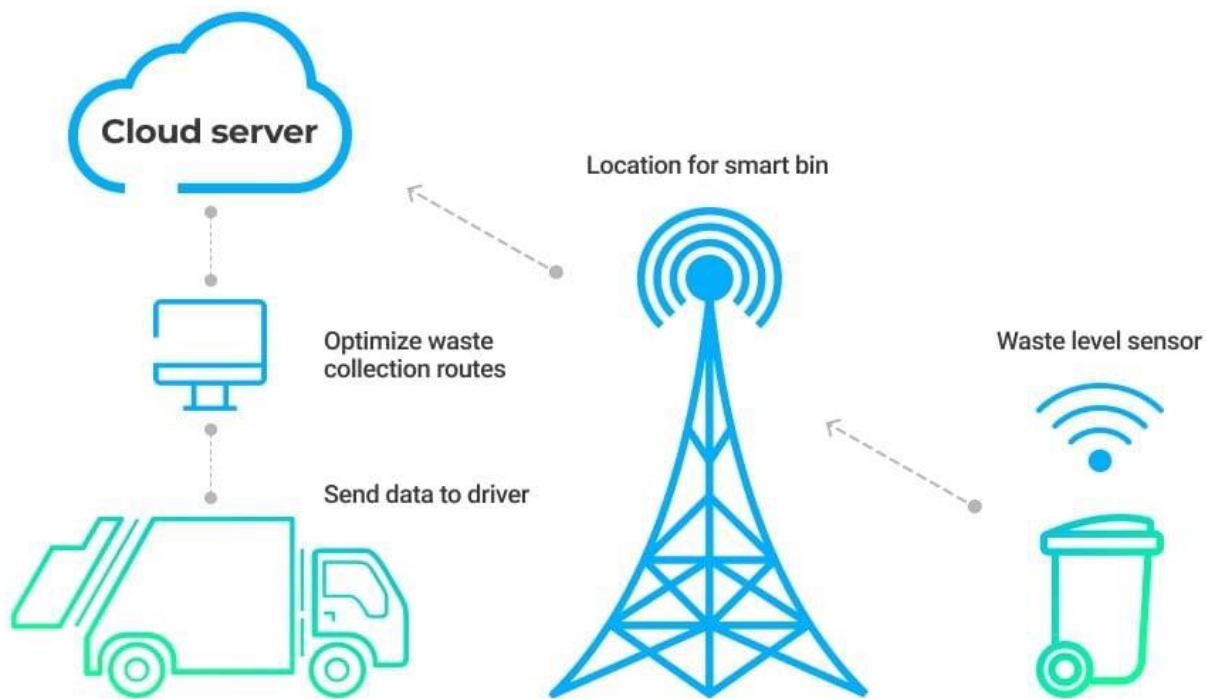 Cloud server
Location for smart bin
Optimize waste
collection routes
Waste level sensor
Send data to driver